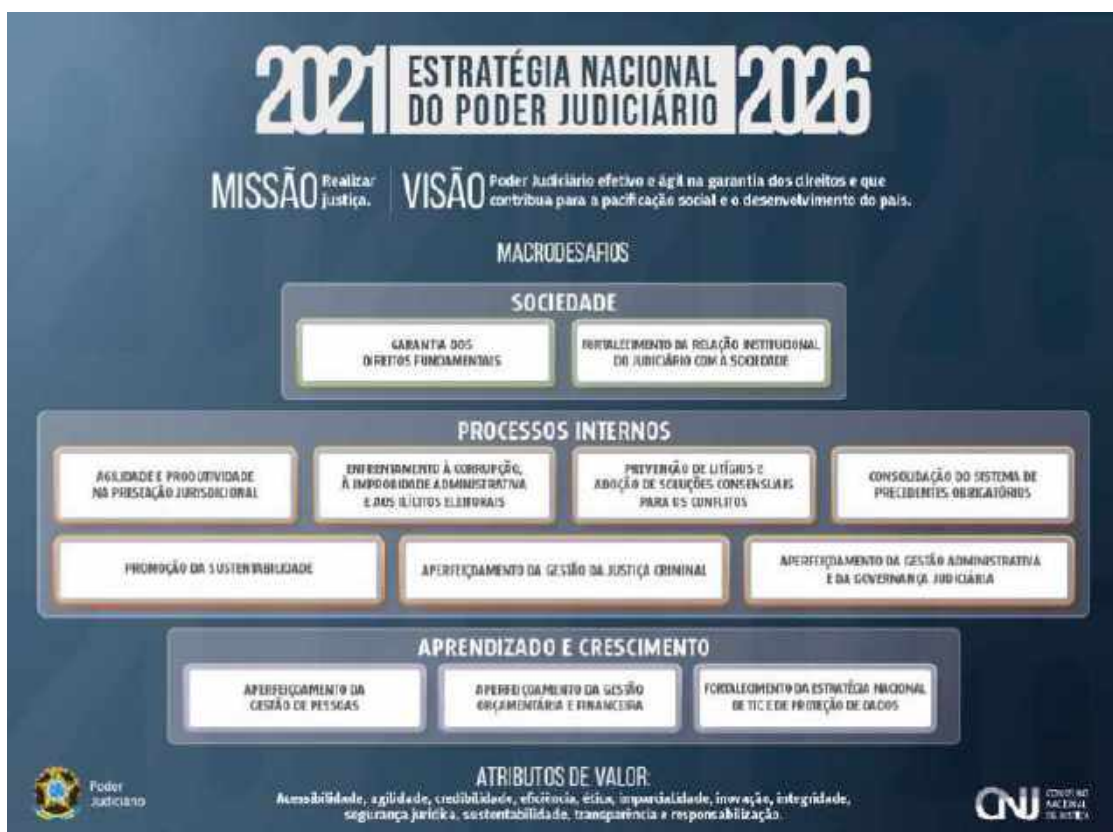 2021 ESTRATÉGIA NACIONAL DO PODER JUDICIÁRIO 2026
MISSÃO Realizar justiça.
VISÃO Poder Judiciário efetivo e ágil na garantia dos direitos e que
contribua para a pacificação social e o desenvolvimento do país.
MACRODESAFIOS
SOCIEDADE
GARANTIA DOS
DIREITOS FUNDAMENTAIS
FORTALECIMENTO DA RELAÇÃO INSTITUCIONAL
DO JUDICIÁRIO COM A SOCIEDADE
PROCESSOS INTERNOS
AGILIDADE E PRODUTIVIDADE
NA PRESTAÇÃO JURISDICIONAL
ENFRENTAMENTO À CORRUPÇÃO,
À IMPROBIDADE ADMINISTRATIVA
E AOS ILÍCITOS ELEITORAIS
PREVENÇÃO DE LITÍGIOS E
ADOÇÃO DE SOLUÇÕES CONSENSUAIS
PARA OS CONFLITOS
CONSOLIDAÇÃO DO SISTEMA DE
PRECEDENTES OBRIGATÓRIOS
PROMOÇÃO DA SUSTENTABILIDADE
APERFEIÇOAMENTO DA GESTÃO DA JUSTIÇA CRIMINAL
APERFEIÇOAMENTO DA GESTÃO ADMINISTRATIVA
E DA GOVERNANÇA JUDICIÁRIA
APRENDIZADO E CRESCIMENTO
APERFEIÇOAMENTO DA
GESTÃO DE PESSOAS
APERFEIÇOAMENTO DA GESTÃO
ORÇAMENTÁRIA E FINANCEIRA
FORTALECIMENTO DA ESTRATÉGIA NACIONAL
DE TIC E DE PROTEÇÃO DE DADOS
Poder
Judiciário
ATRIBUTOS DE VALOR:
Acessibilidade, agilidade, credibilidade, eficiência, ética, imparcialidade, inovação, integridade,
segurança jurídica, sustentabilidade, transparência e responsabilização.
CNJ
CONSELHO
NACIONAL
DE JUSTIÇA